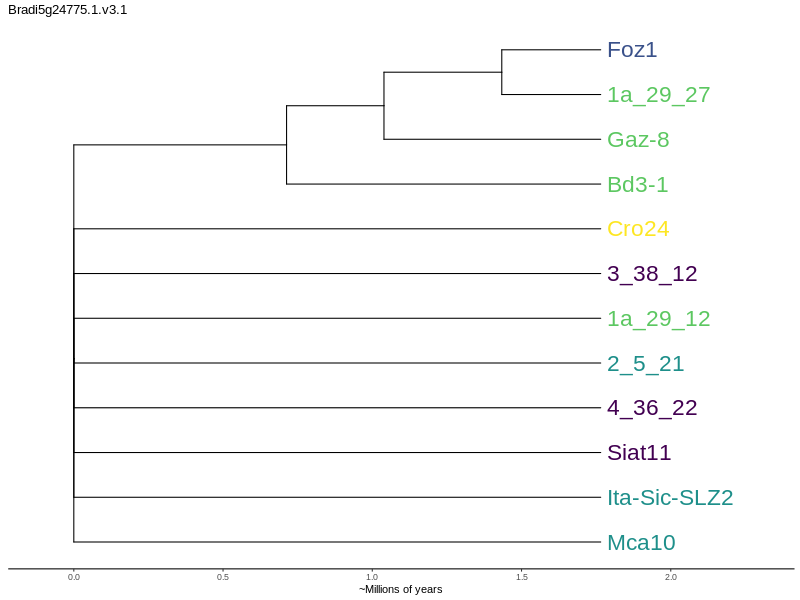 Bradi5g24775.1.v3.1
Foz1
1a_29_27
Gaz-8
Bd3-1
Cro24
3_38_12
1a_29_12
2_5_21
4_36_22
Siat11
Ita-Sic-SLZ2
Mca10
0.0 0.5 1.0 1.5 2.0
~Millions of years